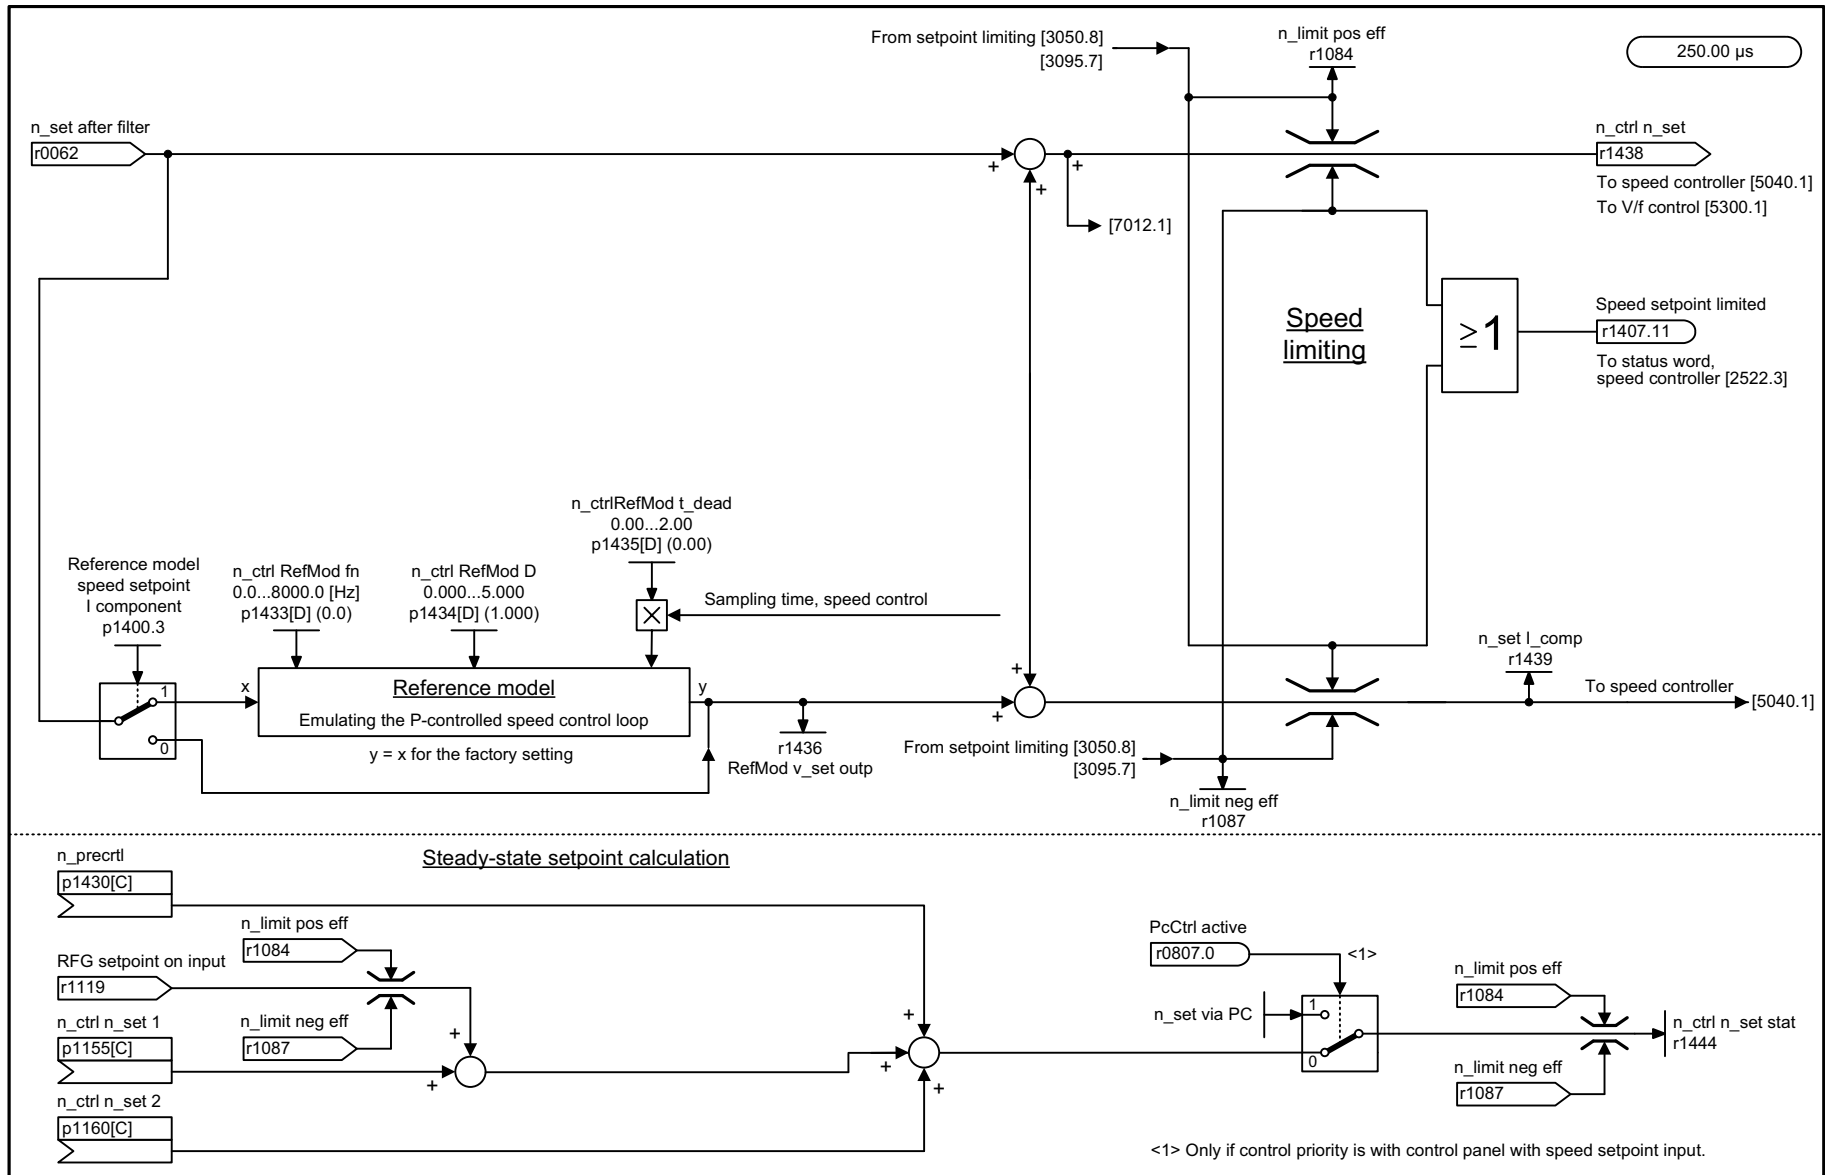 From setpoint limiting [3050.8]
[3095.7]
n_limit pos eff
r1084
250.00 µs
n_set after filter
r0062
+
+
+
[7012.1]
n_ctrl n_set
r1438
To speed controller [5040.1]
To V/f control [5300.1]
Speed
limiting
≥1
Speed setpoint limited
r1407.11
To status word,
speed controller [2522.3]
Reference model
speed setpoint
I component
p1400.3
n_ctrl RefMod fn
0.0...8000.0 [Hz]
p1433[D] (0.0)
n_ctrl RefMod D
0.000...5.000
p1434[D] (1.000)
n_ctrlRefMod t_dead
0.00...2.00
p1435[D] (0.00)
Sampling time, speed control
1
0
x
Reference model
Emulating the P-controlled speed control loop
y
y = x for the factory setting
r1436
RefMod v_set outp
+
+
n_set I_comp
r1439
To speed controller
[5040.1]
From setpoint limiting [3050.8]
[3095.7]
n_limit neg eff
r1087
Steady-state setpoint calculation
n_precrtl
p1430[C]
n_limit pos eff
r1084
RFG setpoint on input
r1119
n_ctrl n_set 1
p1155[C]
n_limit neg eff
r1087
+
+
n_ctrl n_set 2
p1160[C]
+
+
+
PcCtrl active
r0807.0
<1>
n_set via PC
1
0
n_limit pos eff
r1084
n_ctrl n_set stat
r1444
n_limit neg eff
r1087
<1> Only if control priority is with control panel with speed setpoint input.